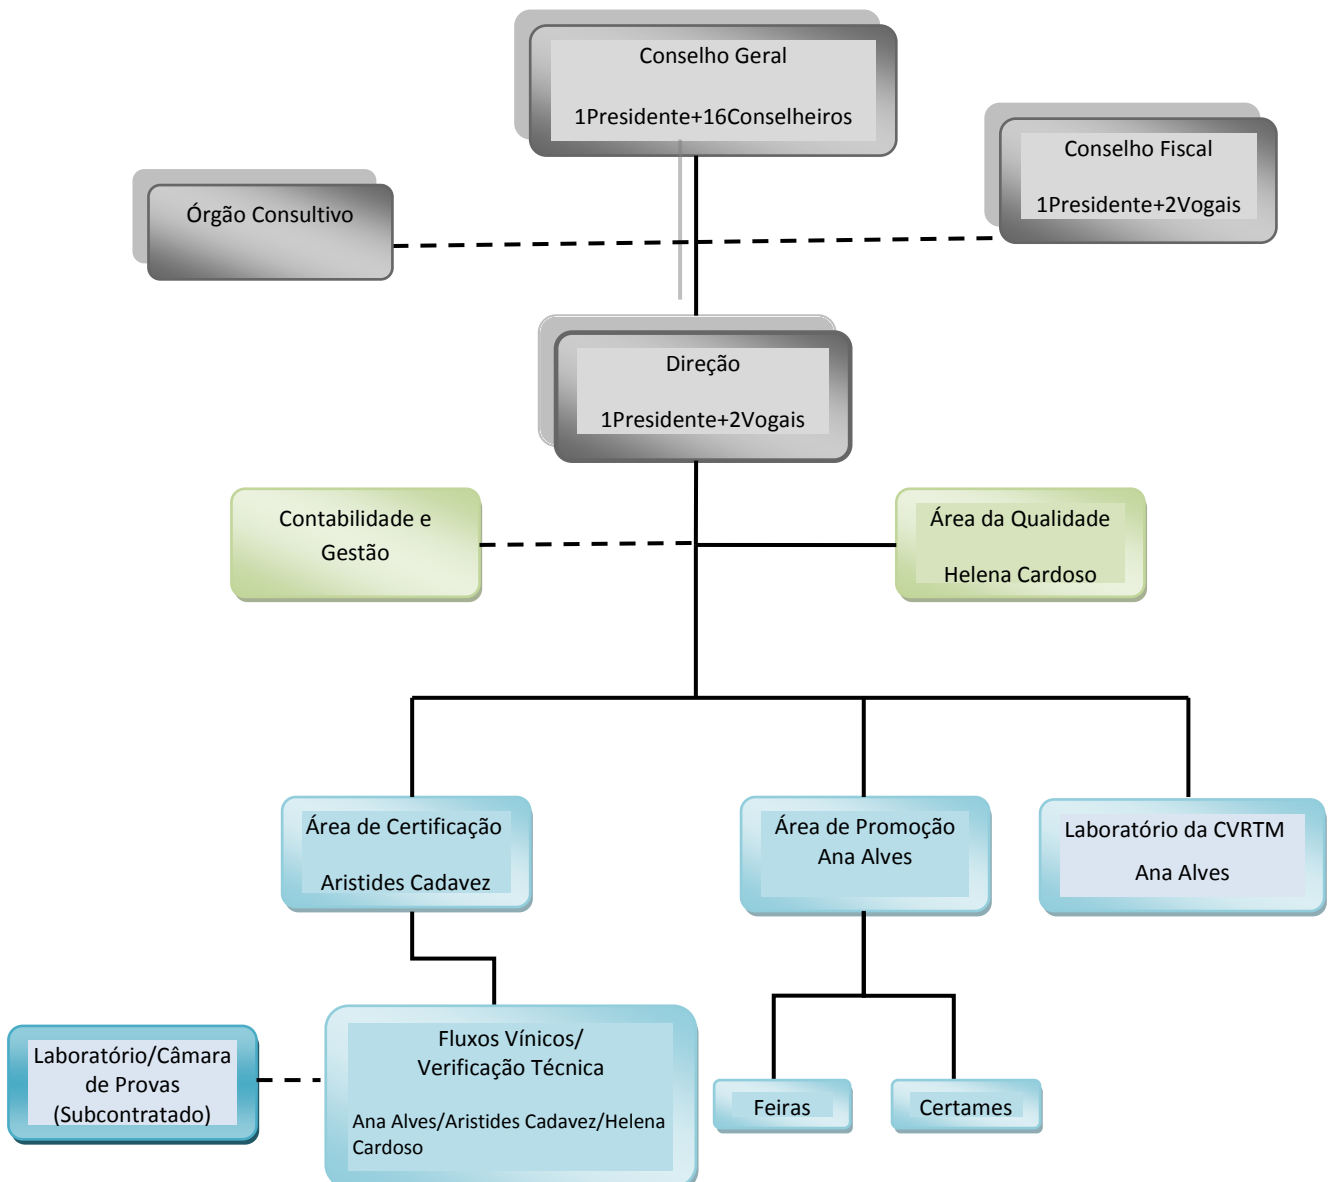 Conselho Geral
1Presidente+16Conselheiros
Conselho Fiscal
1Presidente+2Vogais
Órgão Consultivo
Direção
1Presidente+2Vogais
Contabilidade e
Gestão
Área da Qualidade
Helena Cardoso
Área de Certificação
Aristides Cadavez
Área de Promoção
Ana Alves
Laboratório da CVRTM
Ana Alves
Laboratório/Câmara
de Provas
(Subcontratado)
Fluxos Vínicos/
Verificação Técnica
Ana Alves/Aristides Cadavez/Helena
Cardoso
Feiras
Certames